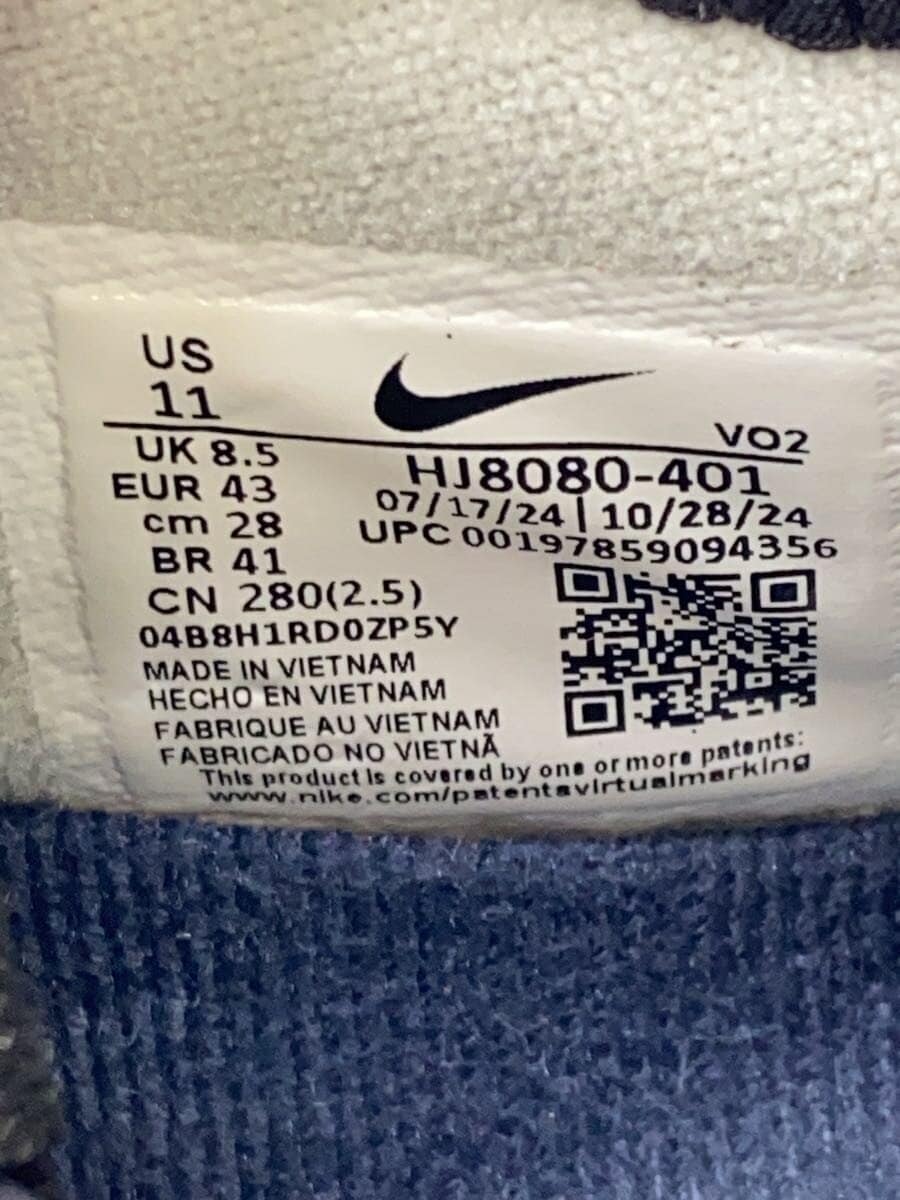 US
11
UK 8.5
EUR 43
cm 28
BR 41
CN 280(2.5)
04B8H1RD0ZP5Y
MADE IN VIETNAM
HECHO EN VIETNAM
FABRIQUE AU VIETNAM
FABRICADO NO VIETNÃ
VO2
HJ8080-401
07/17/24 | 10/28/24
UPC 00197859094356
This product is covered by one or more patents:
www.nike.com/patentsvirtualmarking